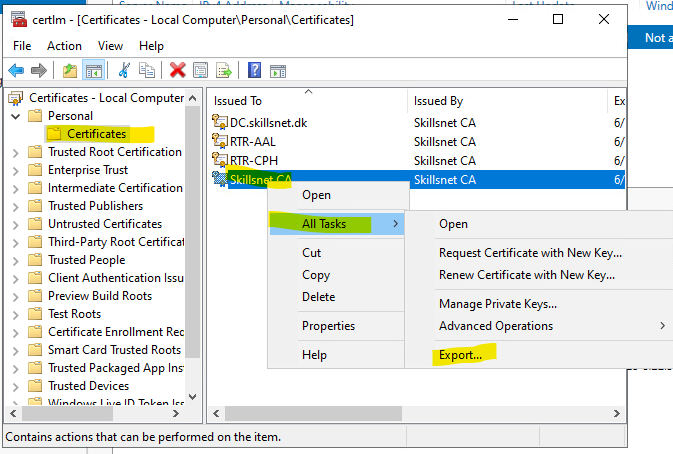 certlm - [Certificates - Local Computer\Personal\Certificates]
File Action View Help
Certificates - Local Computer
Personal
Certificates
Trusted Root Certification
Enterprise Trust
Intermediate Certification
Trusted Publishers
Untrusted Certificates
Third-Party Root Certificat
Trusted People
Client Authentication Issu
Preview Build Roots
Test Roots
Certificate Enrollment Rec
Smart Card Trusted Roots
Trusted Packaged App Inst
Trusted Devices
Windows Live ID Token Iss
Issued To Issued By Ex
DC.skillsnet.dk Skillsnet CA 6/
RTR-AAL Skillsnet CA 6/
RTR-CPH Skillsnet CA 6/
Skillsnet CA Skillsnet CA 6/
Open
All Tasks
Cut
Copy
Delete
Properties
Help
Open
Request Certificate with New Key...
Renew Certificate with New Key...
Manage Private Keys...
Advanced Operations
Export...
Contains actions that can be performed on the item.
Wind
Not a